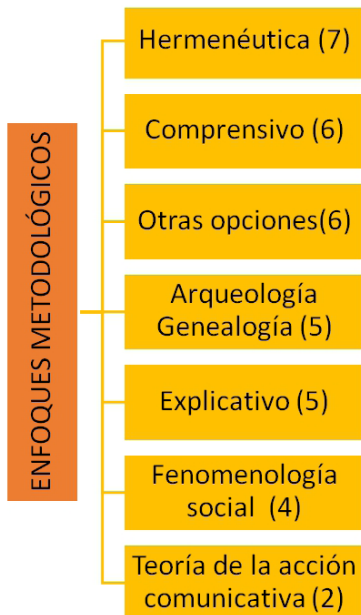 ENFOQUES METODOLÓGICOS
Hermenéutica (7)
Comprensivo (6)
Otras opciones(6)
Arqueología
Genealogía (5)
Explicativo (5)
Fenomenología
social  (4)
Teoría de la acción
comunicativa (2)